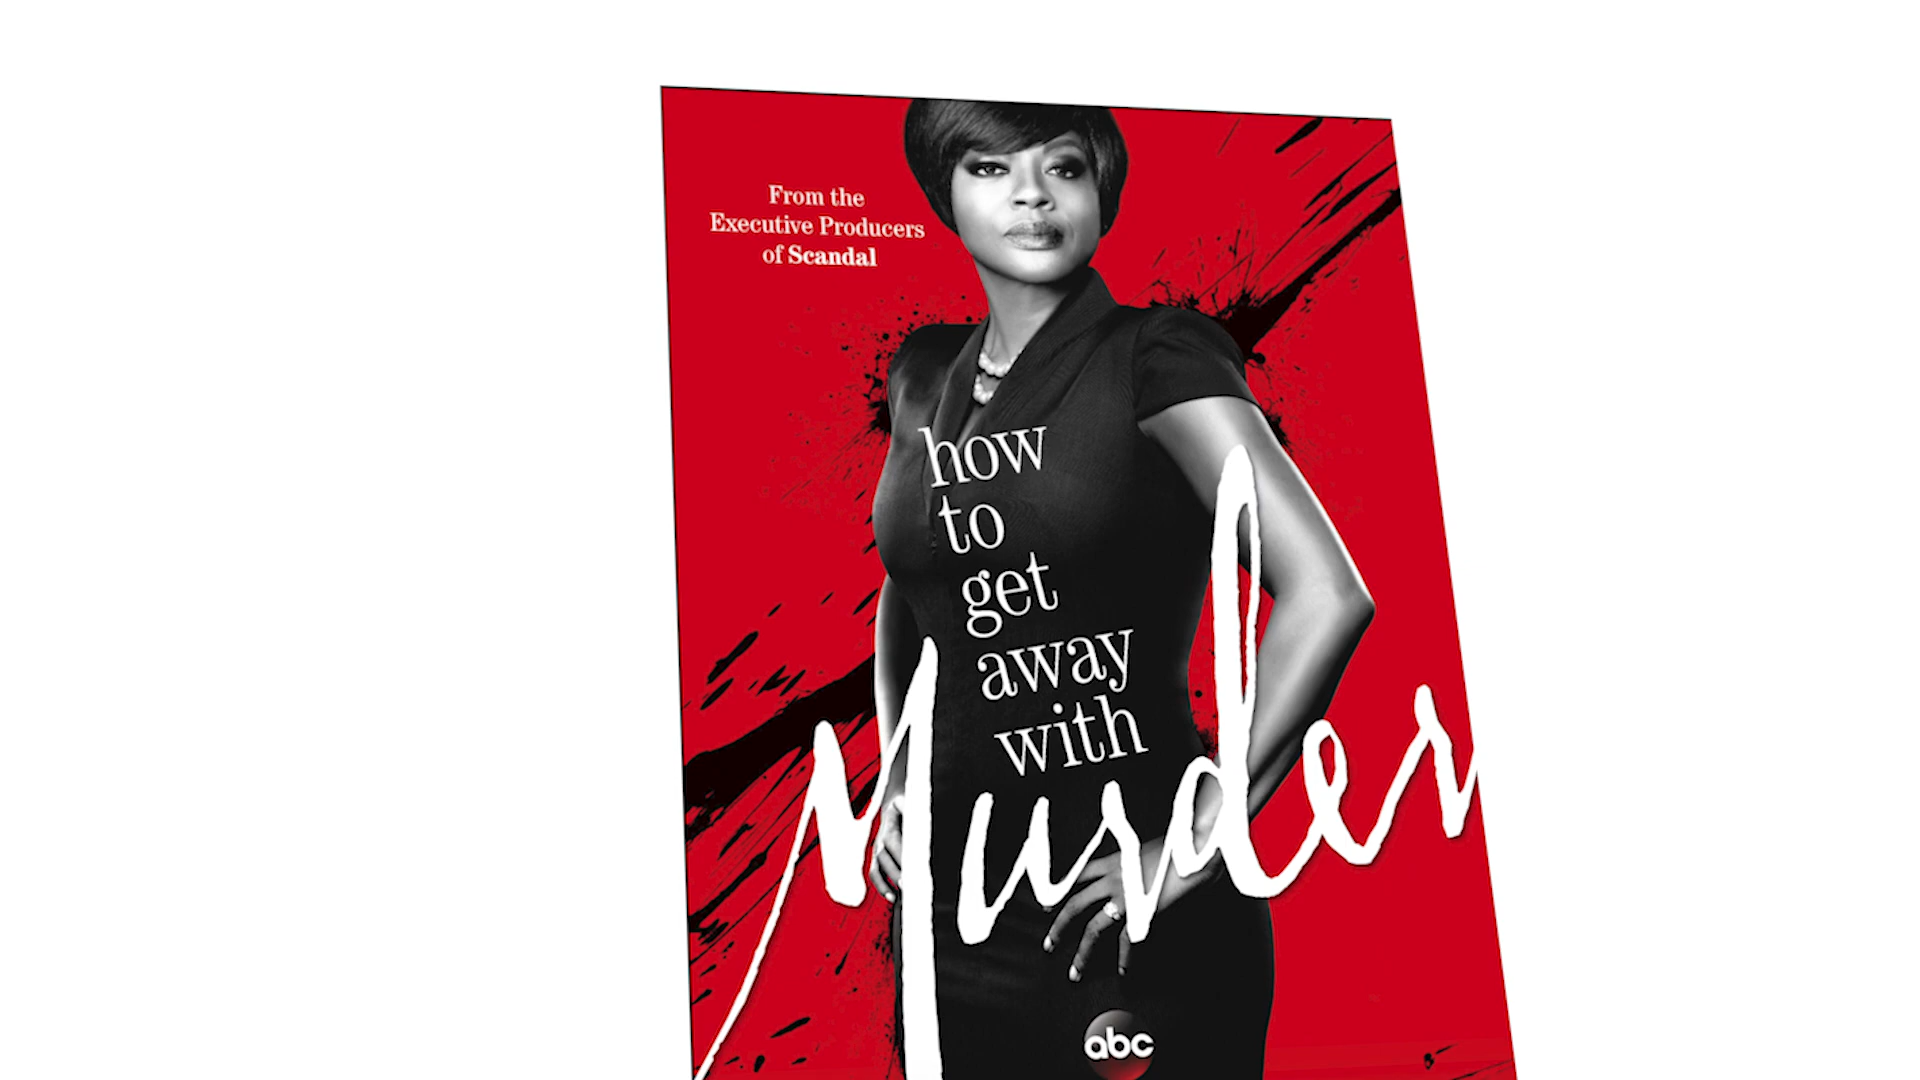 From the
Executive Producers
of Scandal
how
to
get
away
with
Murder
abc